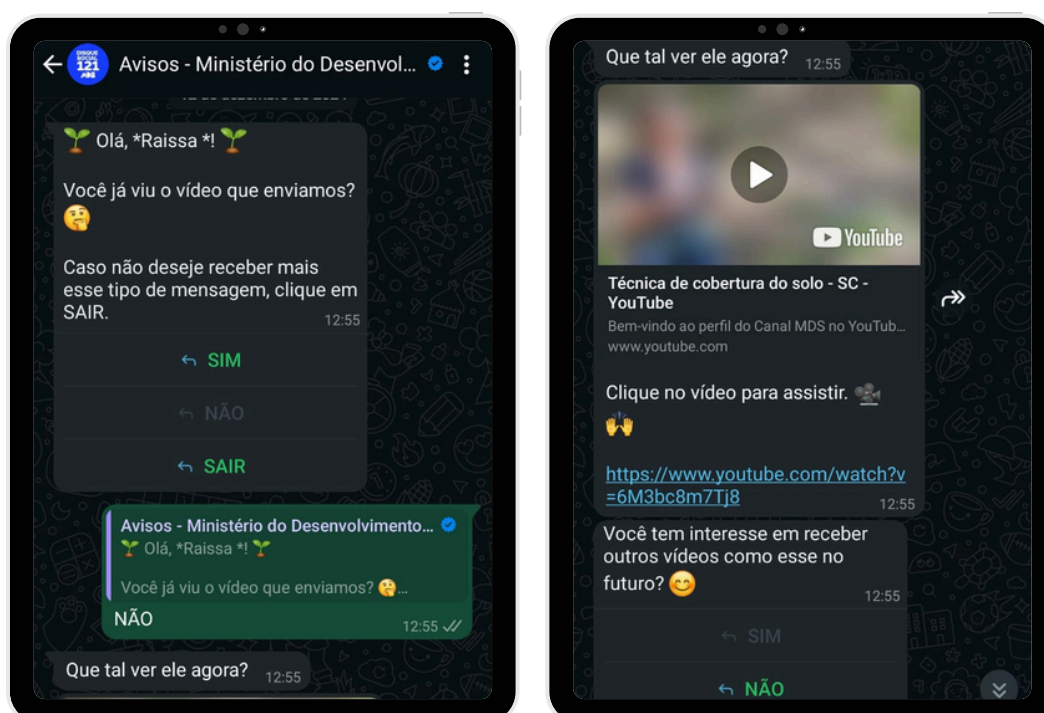 DISQUE
SOCIAL
121
Avisos - Ministério do Desenvol...
🌱 Olá, *Raissa *! 🌱
Você já viu o vídeo que enviamos?
🤔
Caso não deseje receber mais
esse tipo de mensagem, clique em
SAIR.
12:55
SIM
NÃO
SAIR
Avisos - Ministério do Desenvolvimento...
🌱 Olá, *Raissa *! 🌱
Você já viu o vídeo que enviamos? 🤔...
NÃO
12:55
Que tal ver ele agora?
12:55
Que tal ver ele agora?
12:55
YouTube
Técnica de cobertura do solo - SC -
YouTube
Bem-vindo ao perfil do Canal MDS no YouTub...
www.youtube.com
Clique no vídeo para assistir. 🎥
🙌
https://www.youtube.com/watch?v
=6M3bc8m7Tj8
12:55
Você tem interesse em receber
outros vídeos como esse no
futuro? 😊
12:55
SIM
NÃO